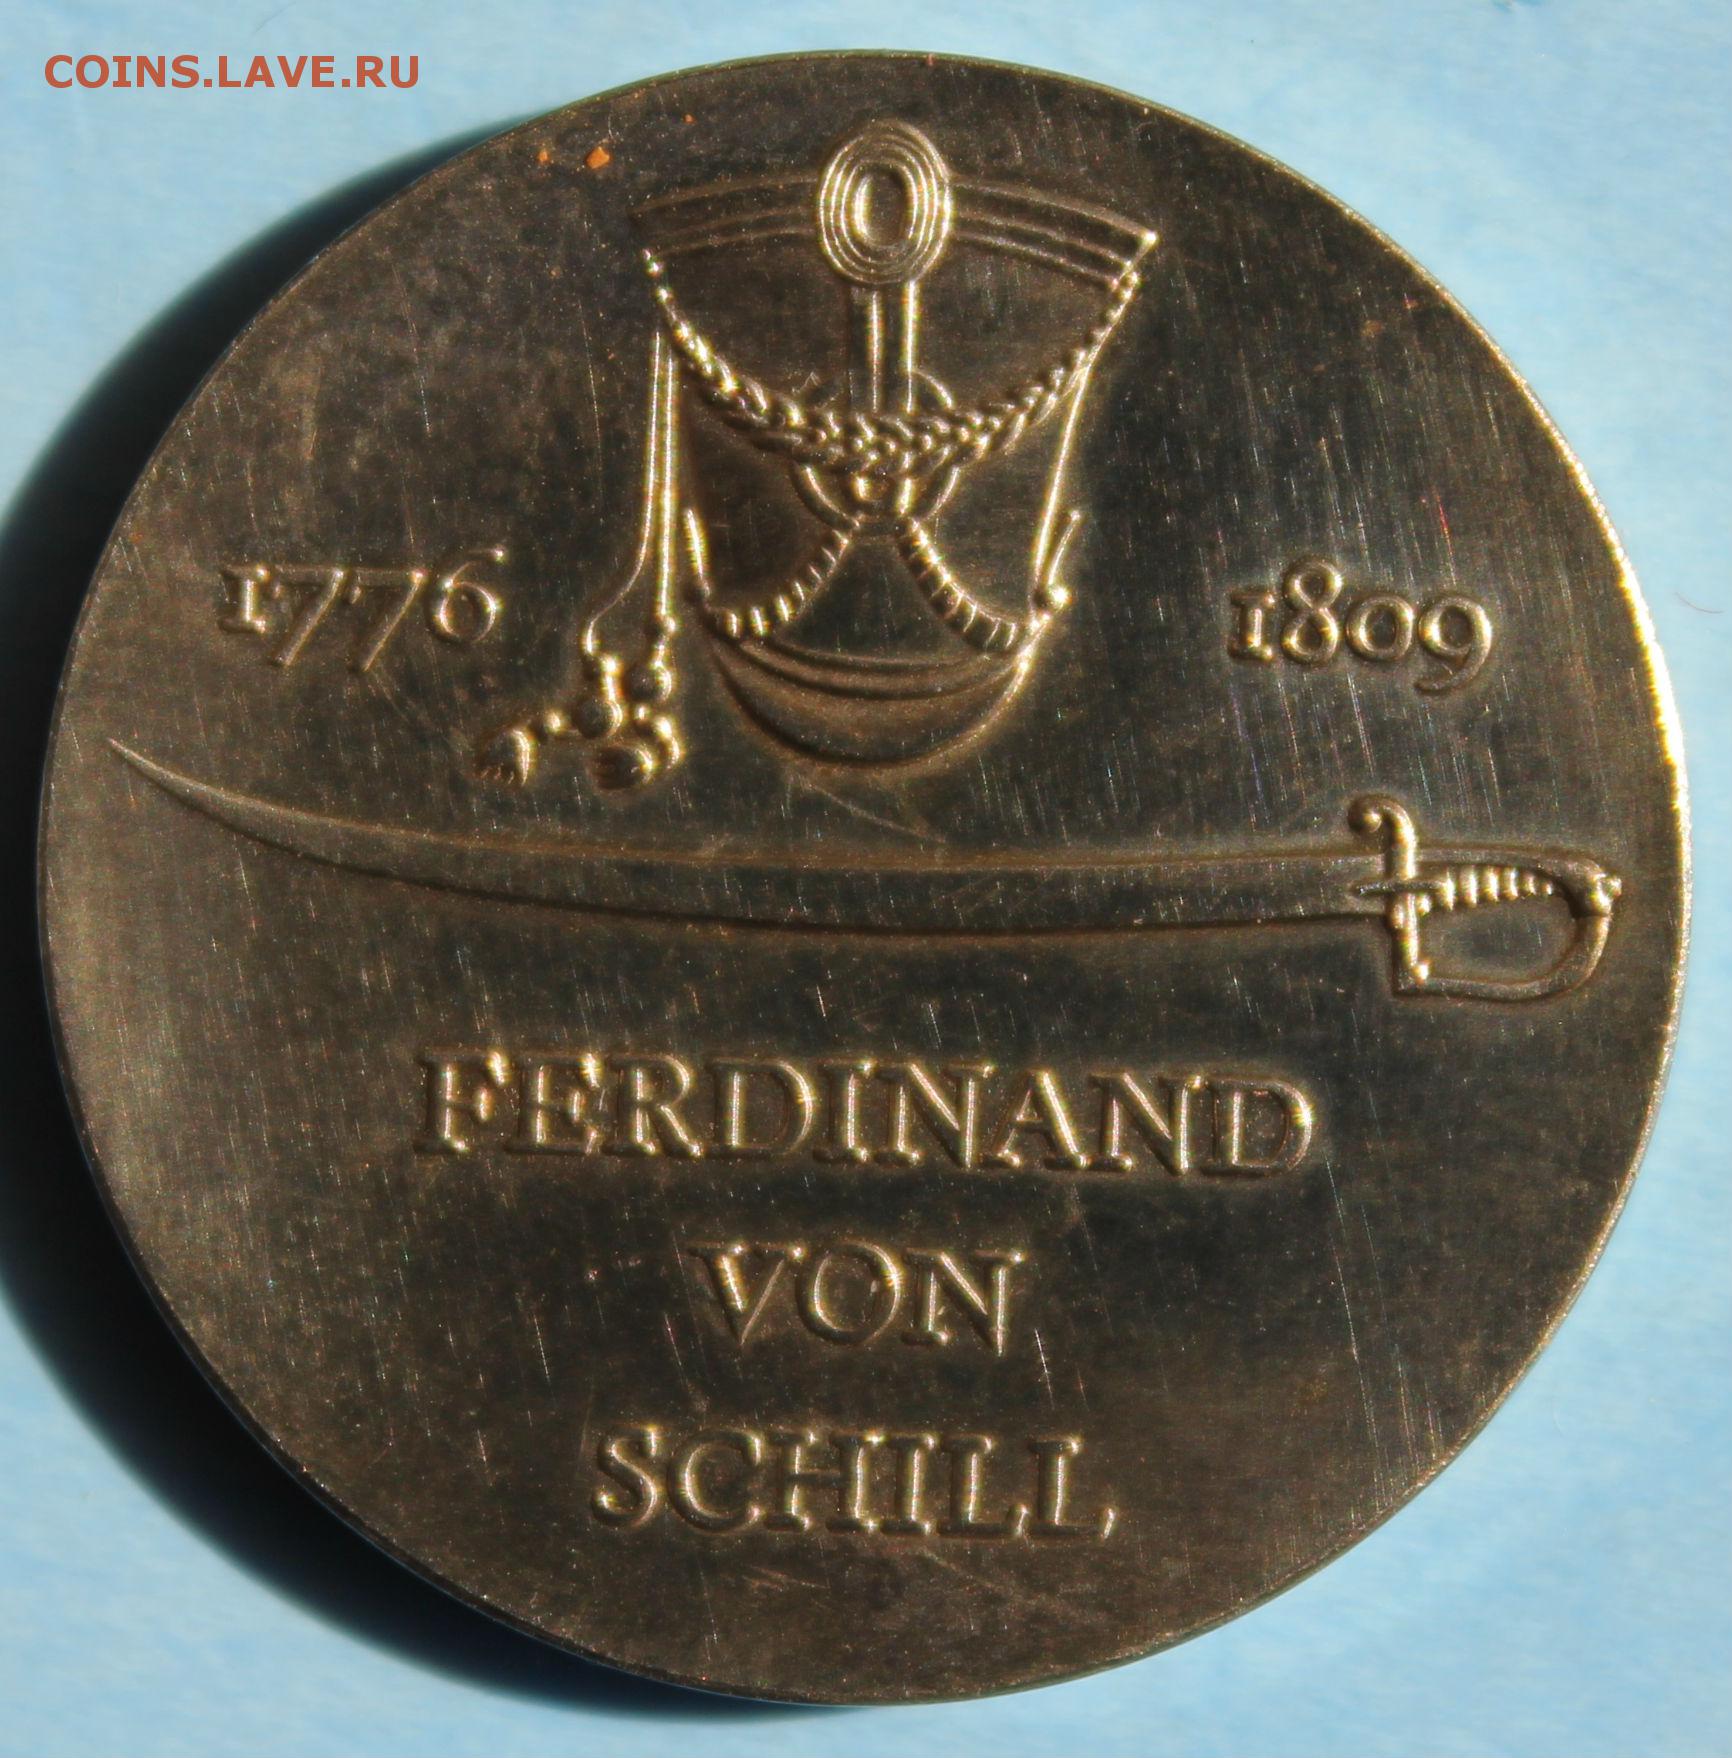 COINS.LAVE.RU
1776 1809
FERDINAND
VON
SCHILL